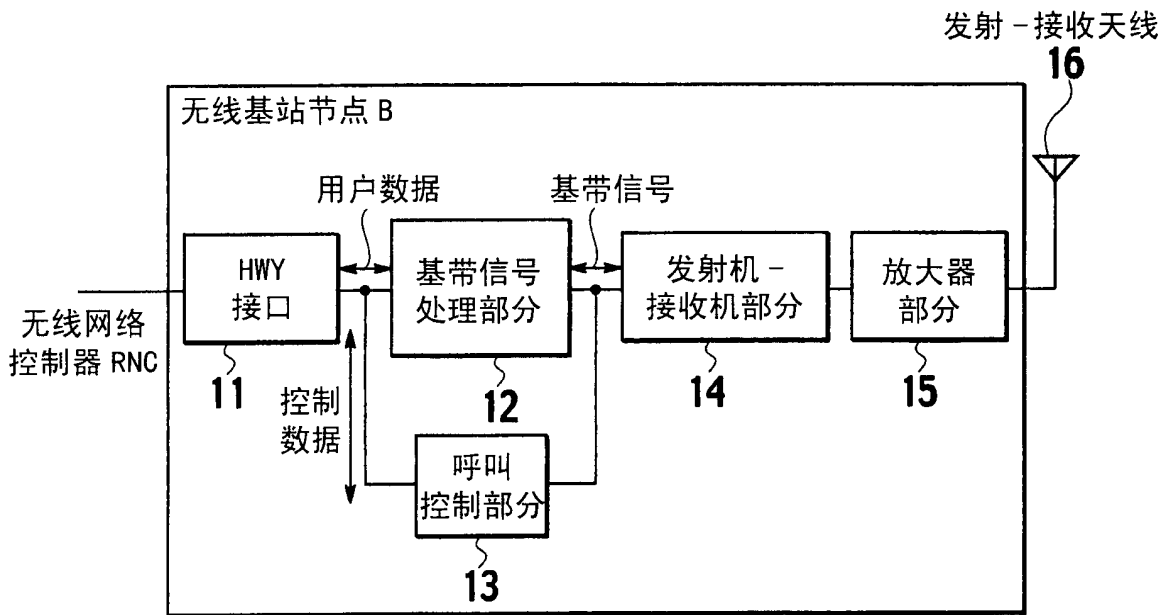 发射-接收天线
16
无线基站节点 B
用户数据
基带信号
HWY
接口
基带信号
处理部分
发射机-
接收机部分
放大器
部分
无线网络
控制器 RNC
11
12
14
15
控制
数据
呼叫
控制部分
13